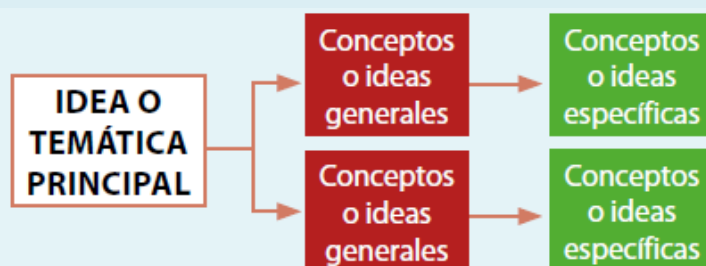 IDEA O
TEMÁTICA
PRINCIPAL
Conceptos
o ideas
generales
Conceptos
o ideas
específicas
Conceptos
o ideas
generales
Conceptos
o ideas
específicas